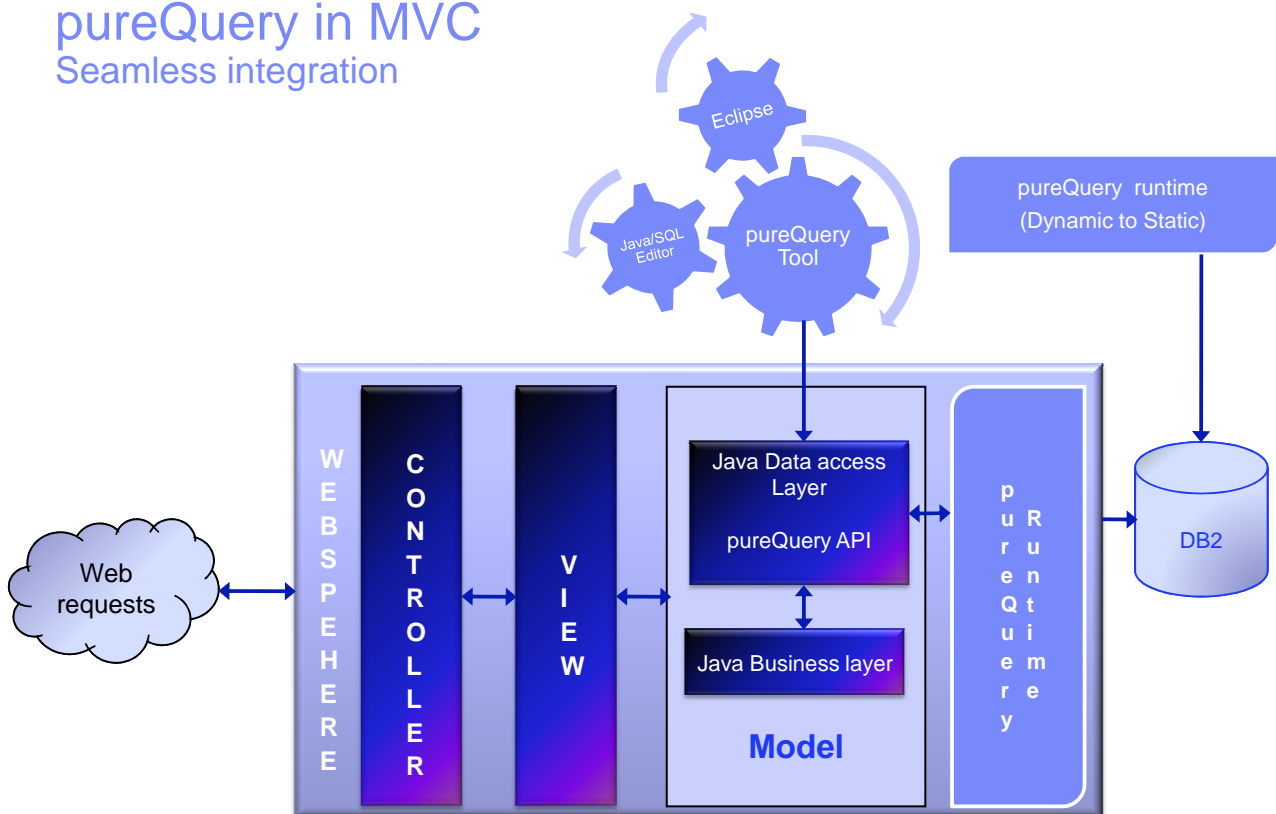 pureQuery in MVC
Seamless integration
Eclipse
Java/SQL
Editor
pureQuery
Tool
pureQuery runtime
(Dynamic to Static)
Web
requests
WEBSPEHERE
CONTROLLER
VIEW
Java Data access
Layer
pureQuery API
Java Business layer
Model
pureQuery
Runtime
DB2